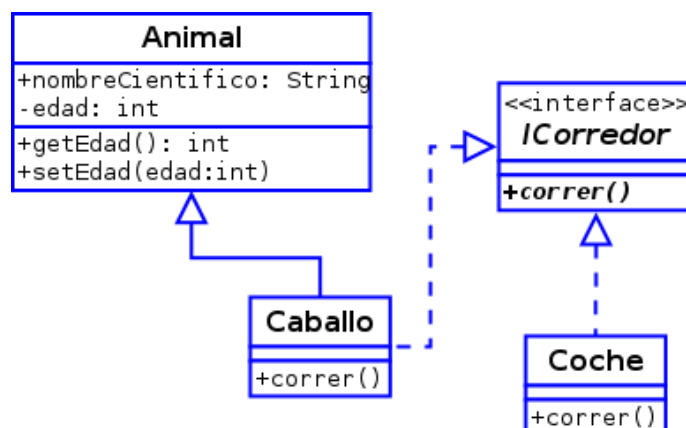 Animal
+nombreCientifico: String
-edad: int
+getEdad(): int
+setEdad(edad:int)
<<interface>>
ICorredor
+correr()
Caballo
+correr()
Coche
+correr()